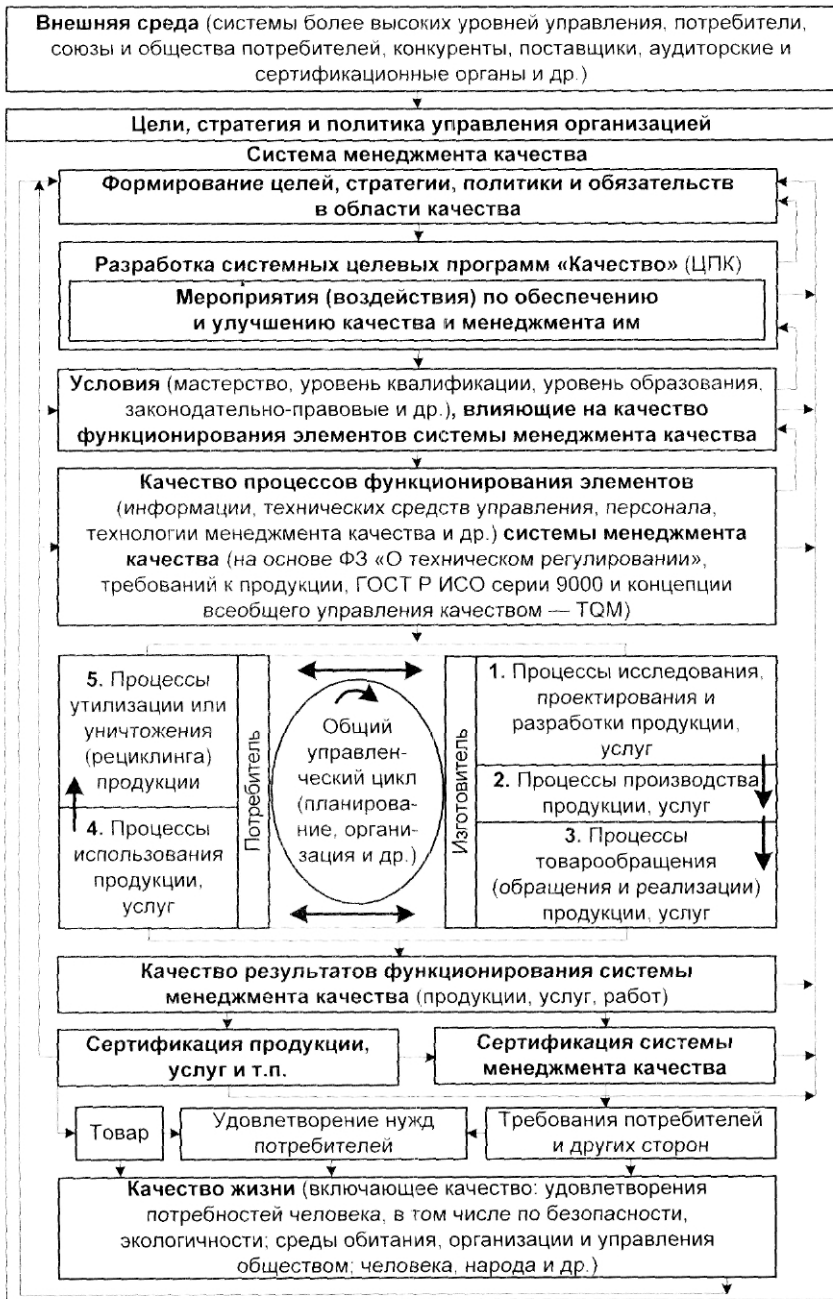 Внешняя среда (системы более высоких уровней управления, потребители,
союзы и общества потребителей, конкуренты, поставщики, аудиторские и
сертификационные органы и др.)
Цели, стратегия и политика управления организацией
Система менеджмента качества
Формирование целей, стратегии, политики и обязательств
в области качества
Разработка системных целевых программ «Качество» (ЦПК)
Мероприятия (воздействия) по обеспечению
и улучшению качества и менеджмента им
Условия (мастерство, уровень квалификации, уровень образования,
законодательно-правовые и др.), влияющие на качество
функционирования элементов системы менеджмента качества
Качество процессов функционирования элементов
(информации, технических средств управления, персонала,
технологии менеджмента качества и др.) системы менеджмента
качества (на основе ФЗ «О техническом регулировании»,
требований к продукции, ГОСТ Р ИСО серии 9000 и концепции
всеобщего управления качеством — TQM)
5. Процессы
утилизации или
уничтожения
(рециклинга)
продукции
4. Процессы
использования
продукции,
услуг
Потребитель
Общий
управлен-
ческий цикл
(планирова-
ние, органи-
зация и др.)
Изготовитель
1. Процессы исследования,
проектирования и
разработки продукции,
услуг
2. Процессы производства
продукции, услуг
3. Процессы
товарообращения
(обращения и реализации)
продукции, услуг
Качество результатов функционирования системы
менеджмента качества (продукции, услуг, работ)
Сертификация продукции,
услуг и т.п.
Сертификация системы
менеджмента качества
Товар
Удовлетворение нужд
потребителей
Требования потребителей
и других сторон
Качество жизни (включающее качество: удовлетворения
потребностей человека, в том числе по безопасности,
экологичности; среды обитания, организации и управления
обществом; человека, народа и др.)